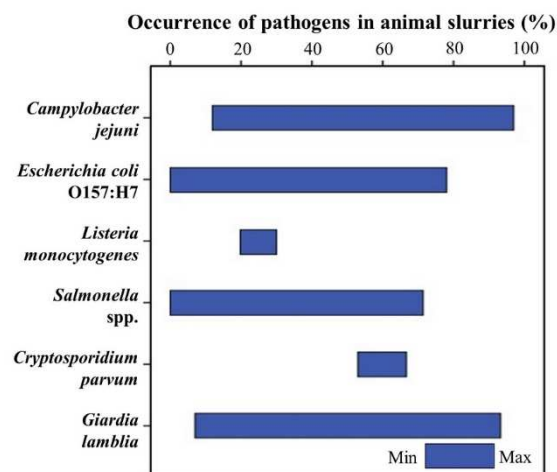 Occurrence of pathogens in animal slurries (%)
0 20 40 60 80 100
Campylobacter
jejuni
Escherichia coli
O157:H7
Listeria
monocytogenes
Salmonella
spp.
Cryptosporidium
parvum
Giardia
lamblia
Min Max